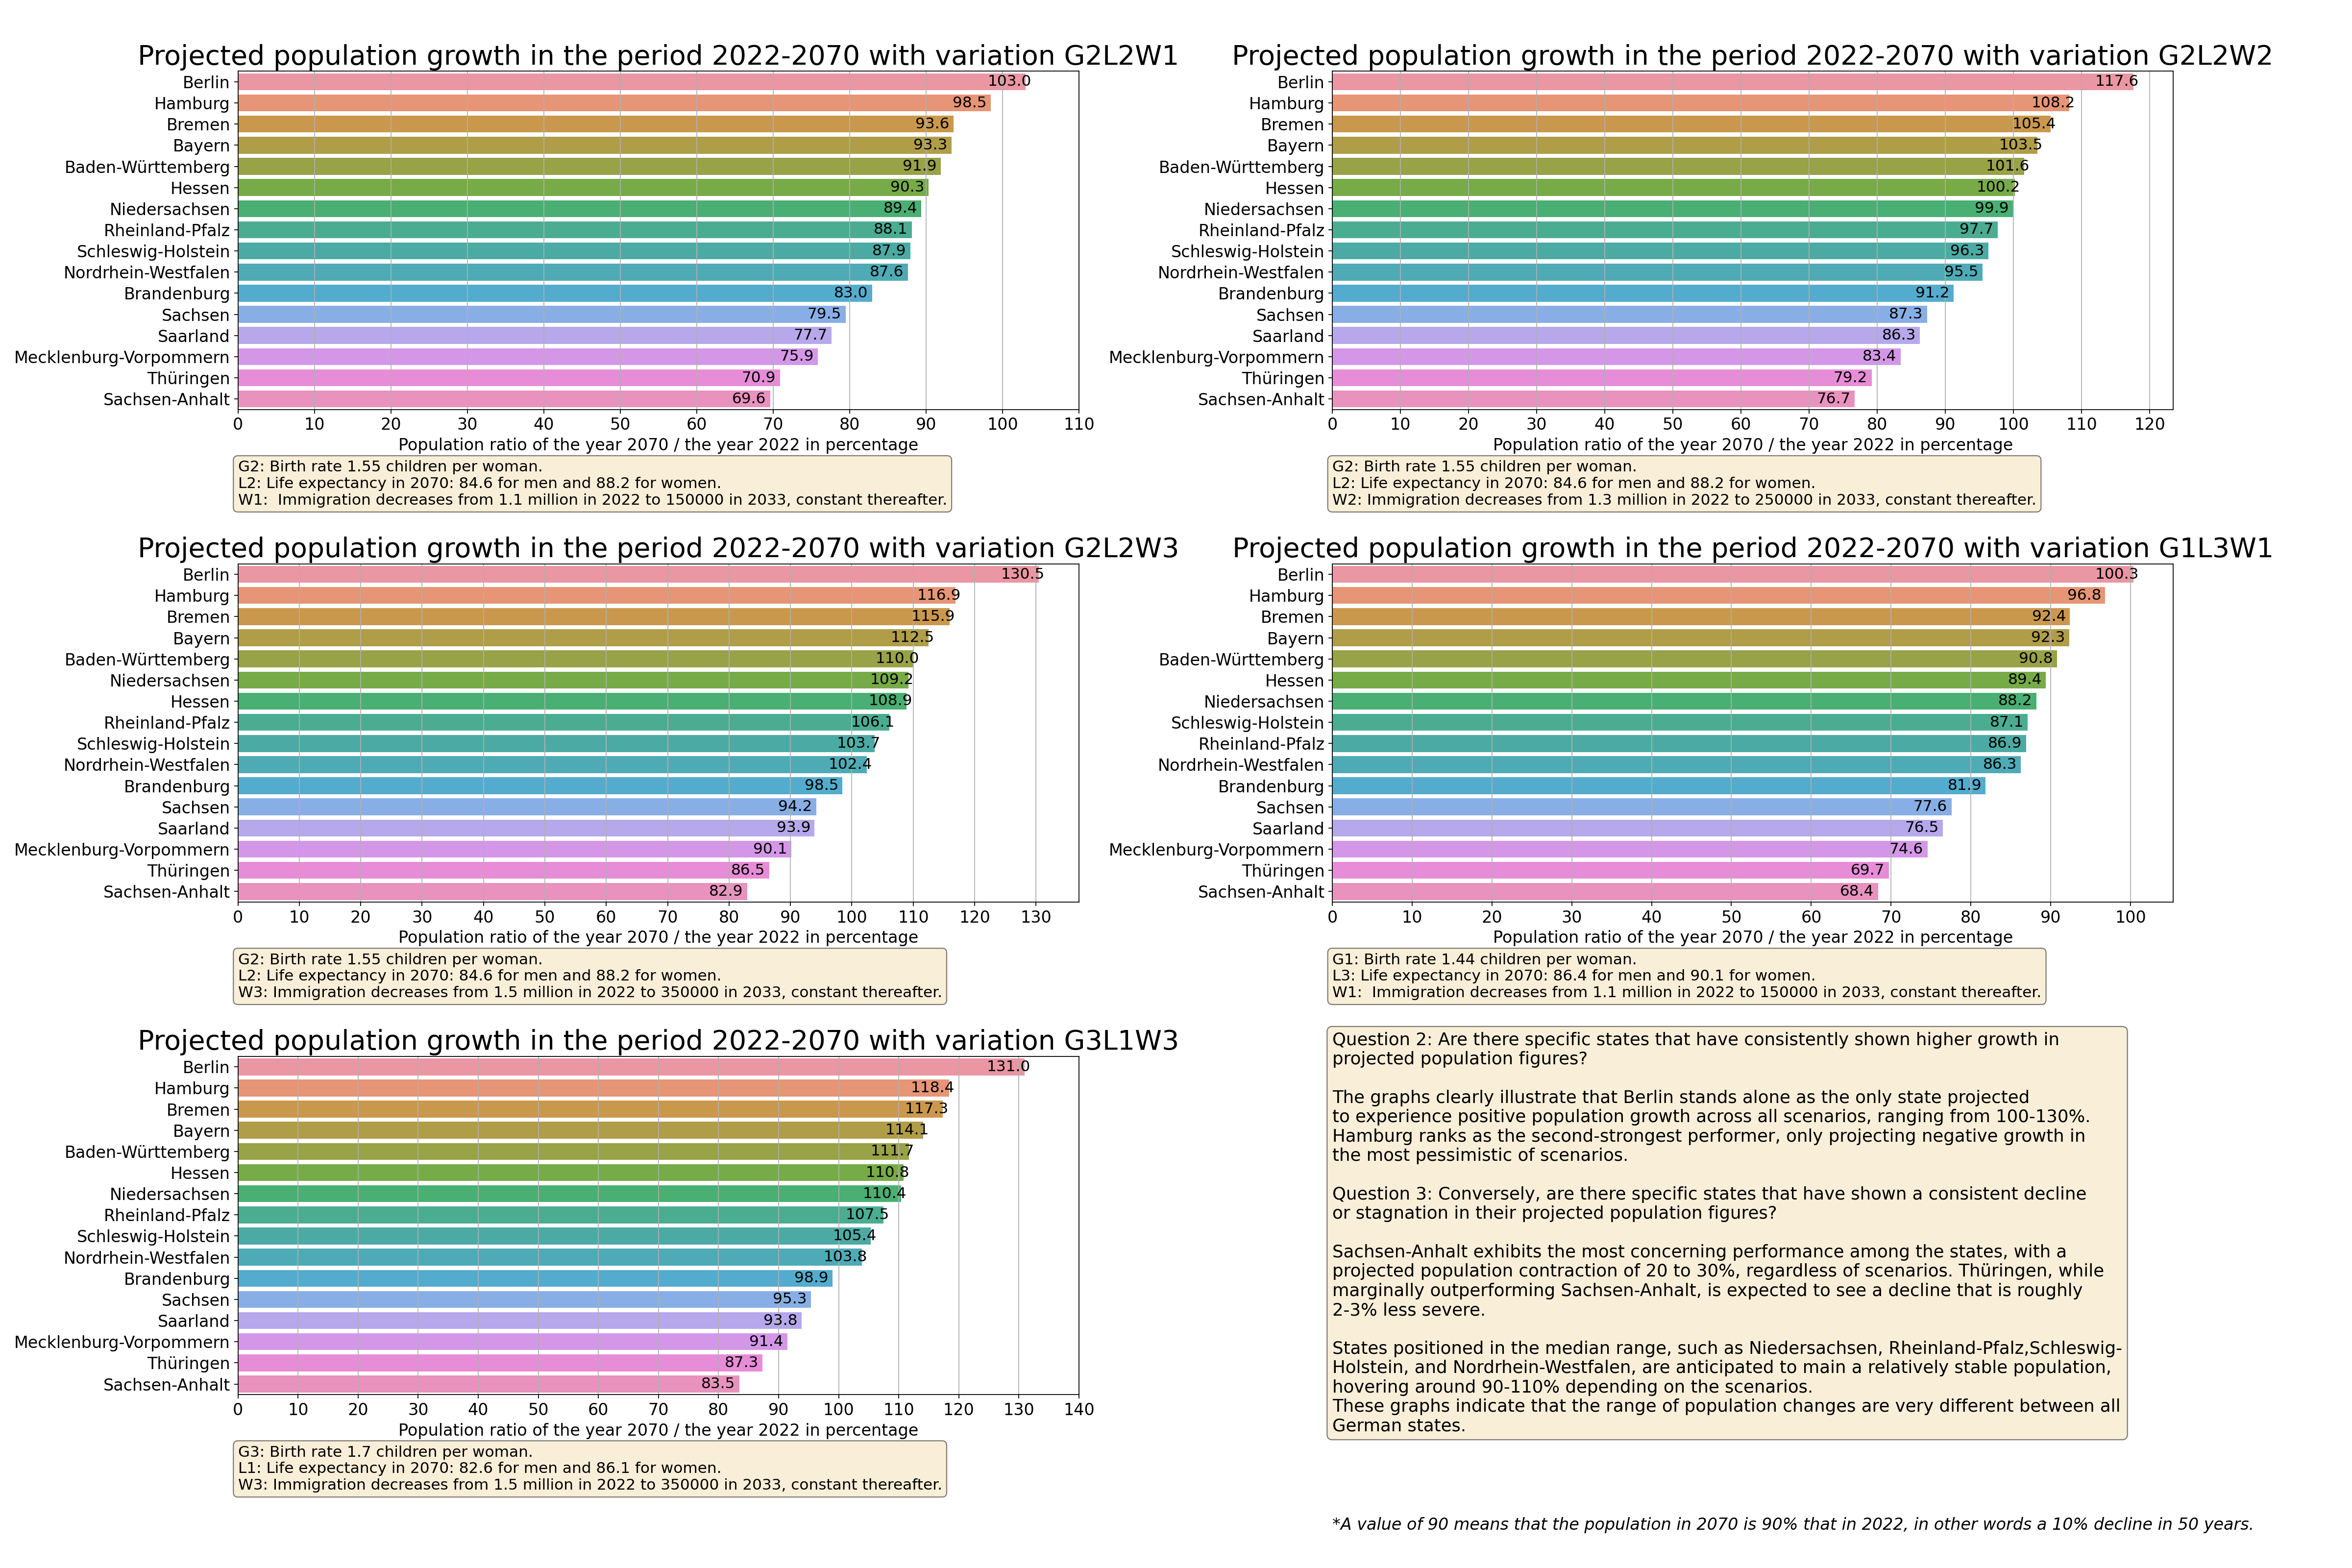 Projected population growth in the period 2022-2070 with variation G2L2W1
Berlin 103.0
Hamburg 98.5
Bremen 93.6
Bayern 93.3
Baden-Württemberg 91.9
Hessen 90.3
Niedersachsen 89.4
Rheinland-Pfalz 88.1
Schleswig-Holstein 87.9
Nordrhein-Westfalen 87.6
Brandenburg 83.0
Sachsen 79.5
Saarland 77.7
Mecklenburg-Vorpommern 75.9
Thüringen 70.9
Sachsen-Anhalt 69.6
0 10 20 30 40 50 60 70 80 90 100 110
Population ratio of the year 2070 / the year 2022 in percentage
G2: Birth rate 1.55 children per woman.
L2: Life expectancy in 2070: 84.6 for men and 88.2 for women.
W1:  Immigration decreases from 1.1 million in 2022 to 150000 in 2033, constant thereafter.
Projected population growth in the period 2022-2070 with variation G2L2W2
Berlin 117.6
Hamburg 108.2
Bremen 105.4
Bayern 103.5
Baden-Württemberg 101.6
Hessen 100.2
Niedersachsen 99.9
Rheinland-Pfalz 97.7
Schleswig-Holstein 96.3
Nordrhein-Westfalen 95.5
Brandenburg 91.2
Sachsen 87.3
Saarland 86.3
Mecklenburg-Vorpommern 83.4
Thüringen 79.2
Sachsen-Anhalt 76.7
0 10 20 30 40 50 60 70 80 90 100 110 120
Population ratio of the year 2070 / the year 2022 in percentage
G2: Birth rate 1.55 children per woman.
L2: Life expectancy in 2070: 84.6 for men and 88.2 for women.
W2: Immigration decreases from 1.3 million in 2022 to 250000 in 2033, constant thereafter.
Projected population growth in the period 2022-2070 with variation G2L2W3
Berlin 130.5
Hamburg 116.9
Bremen 115.9
Bayern 112.5
Baden-Württemberg 110.0
Niedersachsen 109.2
Hessen 108.9
Rheinland-Pfalz 106.1
Schleswig-Holstein 103.7
Nordrhein-Westfalen 102.4
Brandenburg 98.5
Sachsen 94.2
Saarland 93.9
Mecklenburg-Vorpommern 90.1
Thüringen 86.5
Sachsen-Anhalt 82.9
0 10 20 30 40 50 60 70 80 90 100 110 120 130
Population ratio of the year 2070 / the year 2022 in percentage
G2: Birth rate 1.55 children per woman.
L2: Life expectancy in 2070: 84.6 for men and 88.2 for women.
W3: Immigration decreases from 1.5 million in 2022 to 350000 in 2033, constant thereafter.
Projected population growth in the period 2022-2070 with variation G1L3W1
Berlin 100.3
Hamburg 96.8
Bremen 92.4
Bayern 92.3
Baden-Württemberg 90.8
Hessen 89.4
Niedersachsen 88.2
Schleswig-Holstein 87.1
Rheinland-Pfalz 86.9
Nordrhein-Westfalen 86.3
Brandenburg 81.9
Sachsen 77.6
Saarland 76.5
Mecklenburg-Vorpommern 74.6
Thüringen 69.7
Sachsen-Anhalt 68.4
0 10 20 30 40 50 60 70 80 90 100
Population ratio of the year 2070 / the year 2022 in percentage
G1: Birth rate 1.44 children per woman.
L3: Life expectancy in 2070: 86.4 for men and 90.1 for women.
W1:  Immigration decreases from 1.1 million in 2022 to 150000 in 2033, constant thereafter.
Projected population growth in the period 2022-2070 with variation G3L1W3
Berlin 131.0
Hamburg 118.4
Bremen 117.3
Bayern 114.1
Baden-Württemberg 111.7
Hessen 110.8
Niedersachsen 110.4
Rheinland-Pfalz 107.5
Schleswig-Holstein 105.4
Nordrhein-Westfalen 103.8
Brandenburg 98.9
Sachsen 95.3
Saarland 93.8
Mecklenburg-Vorpommern 91.4
Thüringen 87.3
Sachsen-Anhalt 83.5
0 10 20 30 40 50 60 70 80 90 100 110 120 130 140
Population ratio of the year 2070 / the year 2022 in percentage
G3: Birth rate 1.7 children per woman.
L1: Life expectancy in 2070: 82.6 for men and 86.1 for women.
W3: Immigration decreases from 1.5 million in 2022 to 350000 in 2033, constant thereafter.
Question 2: Are there specific states that have consistently shown higher growth in
projected population figures?
The graphs clearly illustrate that Berlin stands alone as the only state projected
to experience positive population growth across all scenarios, ranging from 100-130%.
Hamburg ranks as the second-strongest performer, only projecting negative growth in
the most pessimistic of scenarios.
Question 3: Conversely, are there specific states that have shown a consistent decline
or stagnation in their projected population figures?
Sachsen-Anhalt exhibits the most concerning performance among the states, with a
projected population contraction of 20 to 30%, regardless of scenarios. Thüringen, while
marginally outperforming Sachsen-Anhalt, is expected to see a decline that is roughly
2-3% less severe.
States positioned in the median range, such as Niedersachsen, Rheinland-Pfalz,Schleswig-
Holstein, and Nordrhein-Westfalen, are anticipated to main a relatively stable population,
hovering around 90-110% depending on the scenarios.
These graphs indicate that the range of population changes are very different between all
German states.
*A value of 90 means that the population in 2070 is 90% that in 2022, in other words a 10% decline in 50 years.